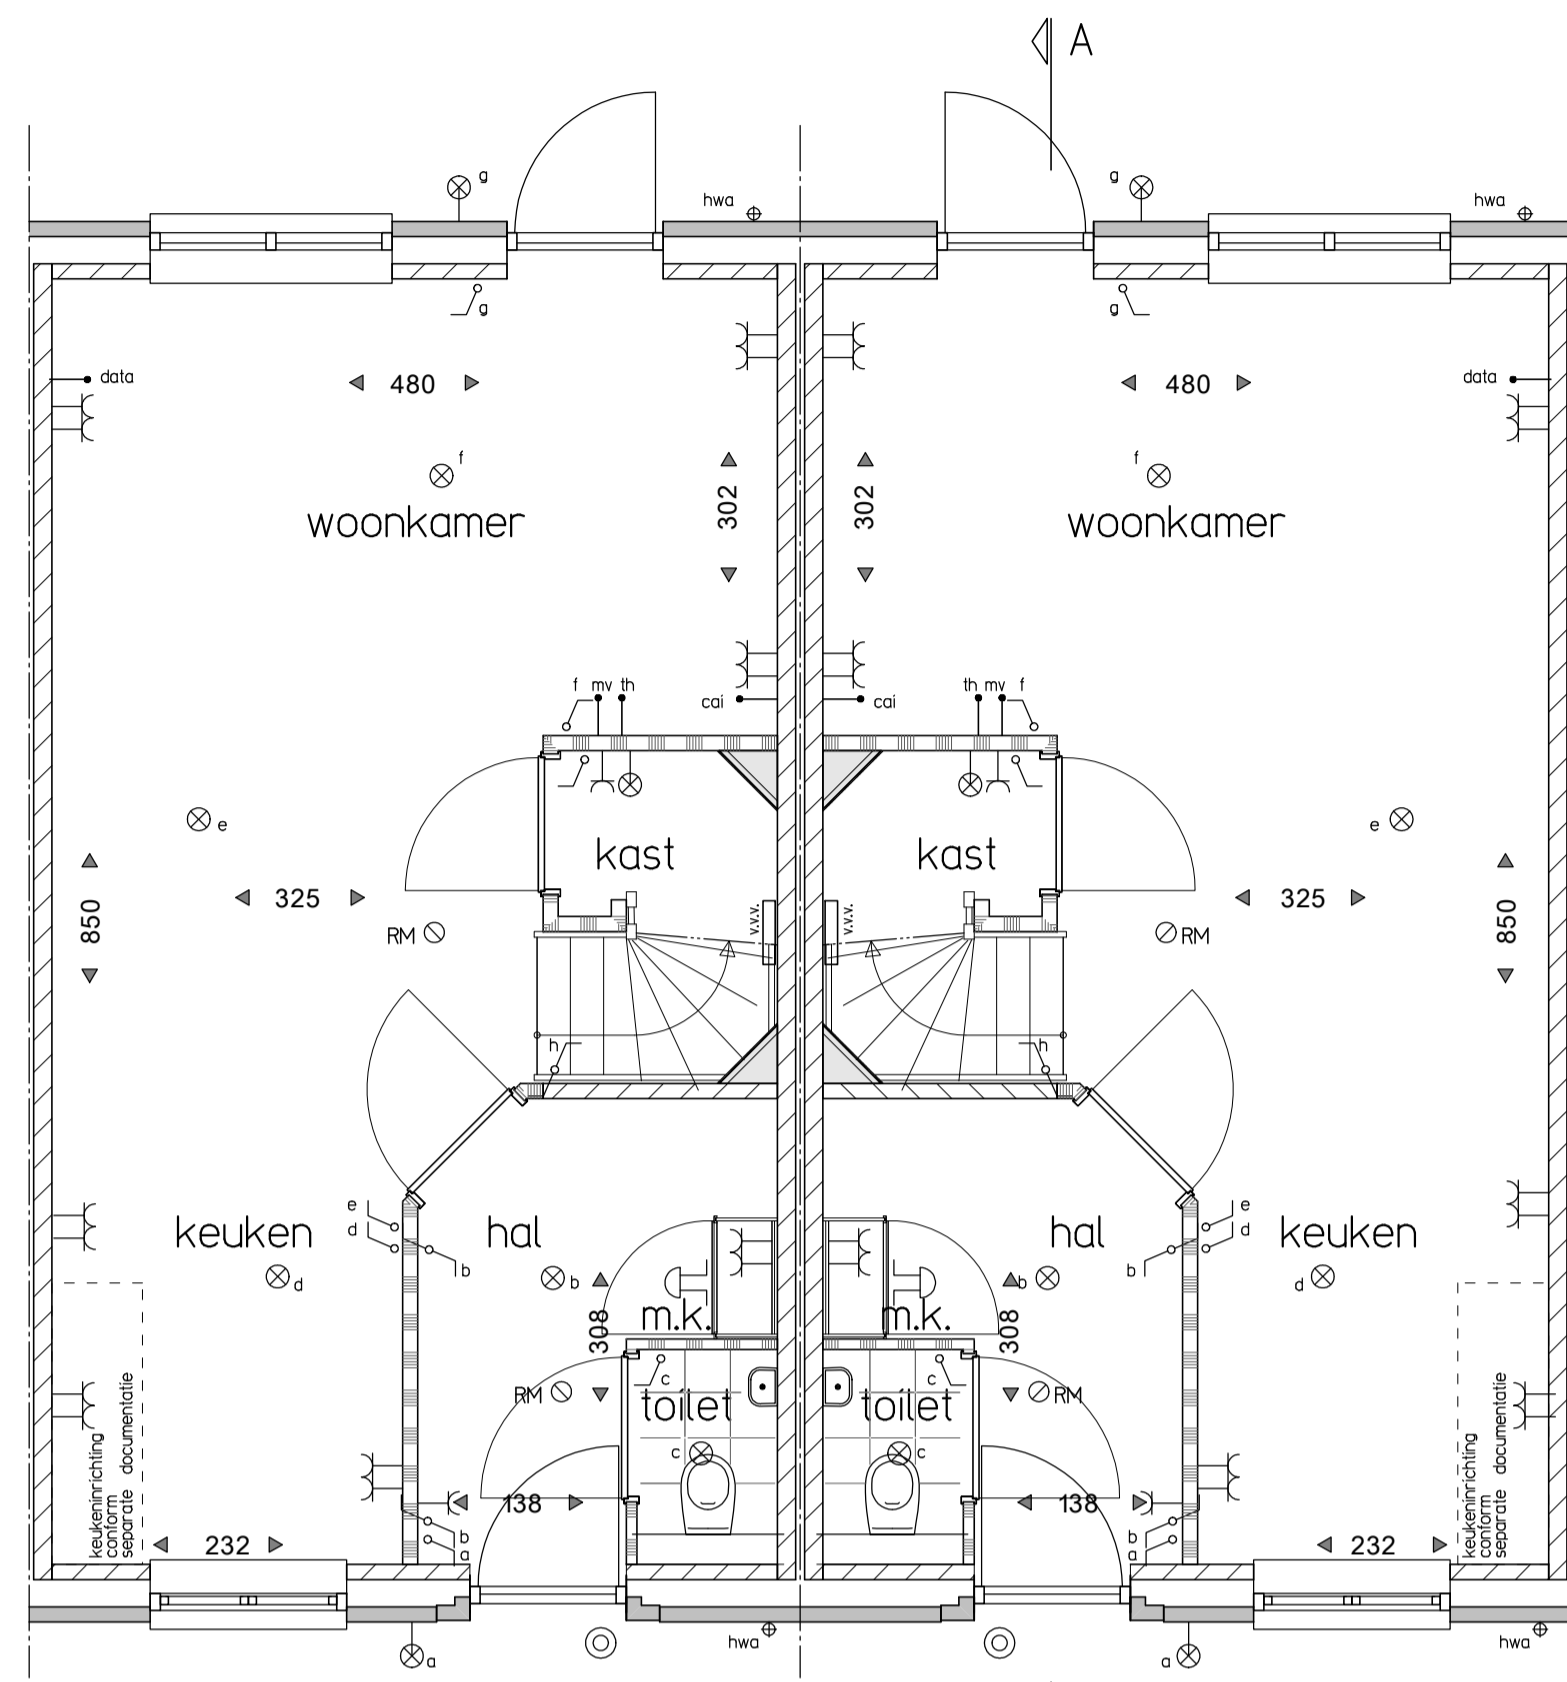 A
g
g
hwa
hwa
g
g
data
480
480
data
f
f
302
302
woonkamer
woonkamer
f mv th
cai
cai
th mv f
e
kast
kast
e
850
325
RM
v.v.v.
v.v.v.
RM
325
850
h
h
e
d
b
keuken
hal
hal
e
d
b
keuken
d
b
b
d
308
m.k.
m.k.
308
RM
c
toilet
c
toilet
RM
c
c
keukeninrichting
conform
separate documentatie
keukeninrichting
conform
separate documentatie
138
138
b
a
b
a
232
232
hwa
hwa
a
a